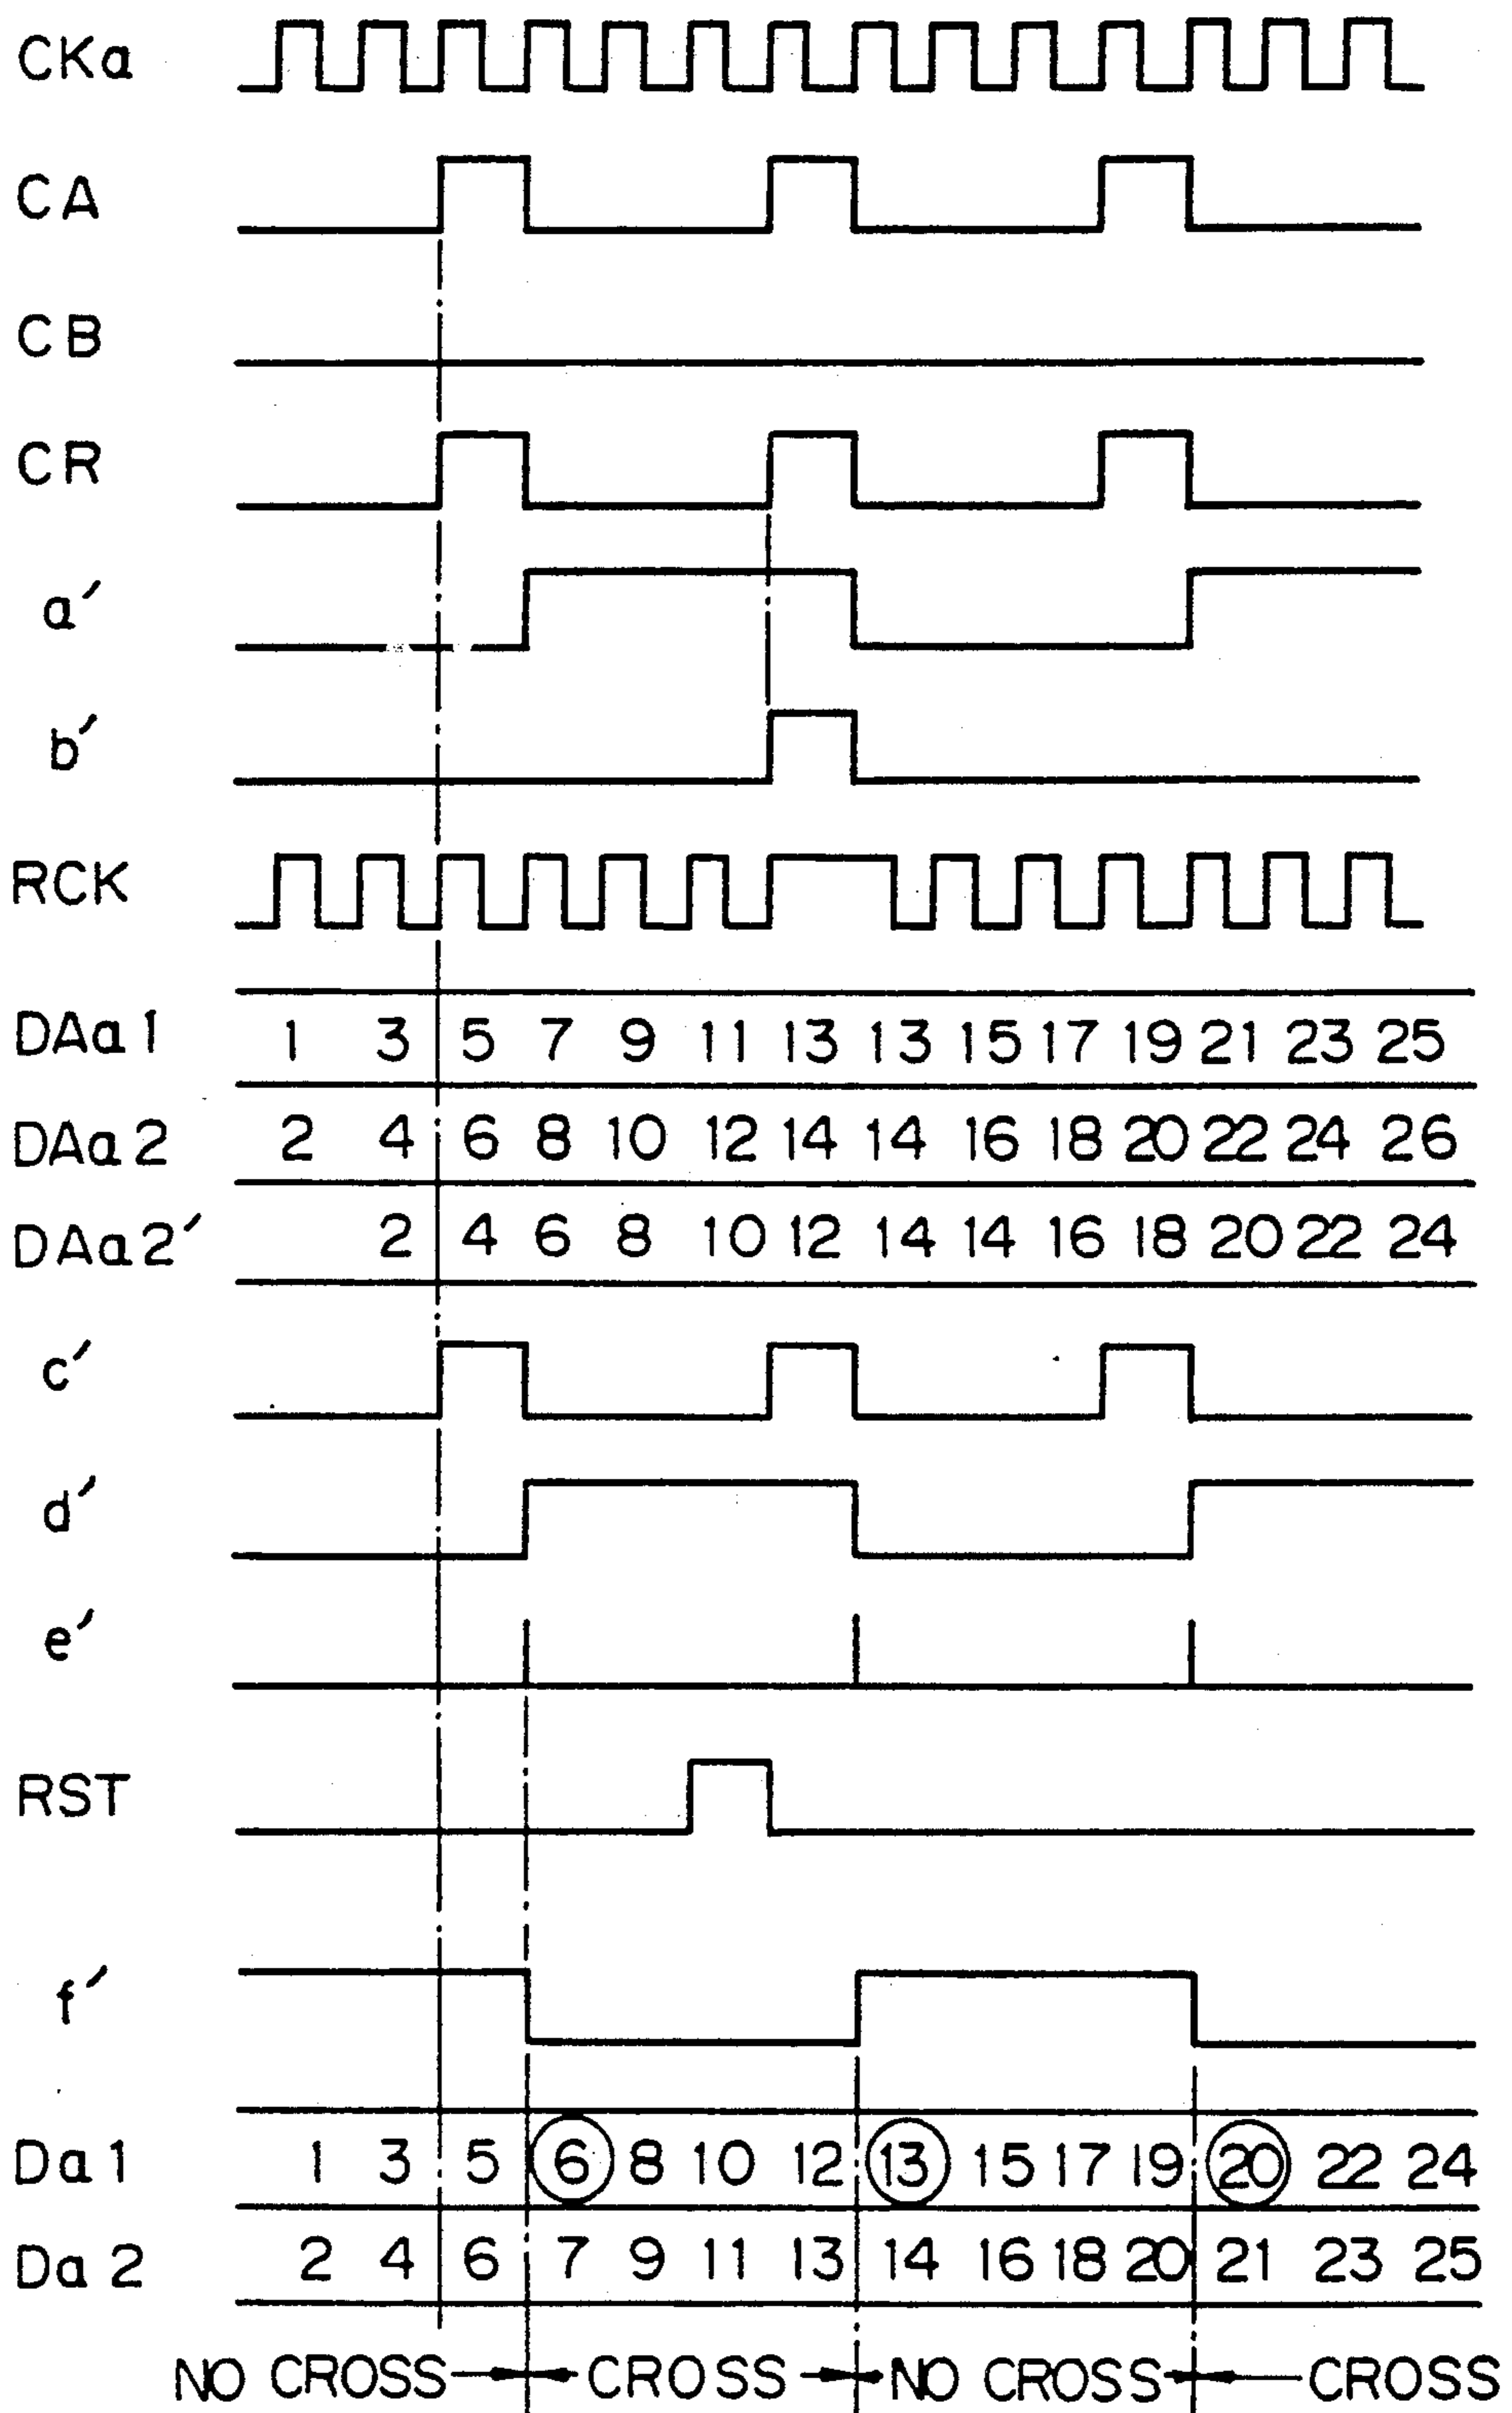 CKa
CA
CB
CR
a′
b′
RCK
DAa1 1 3 5 7 9 11 13 13 15 17 19 21 23 25
DAa2 2 4 6 8 10 12 14 14 16 18 20 22 24 26
DAa2′ 2 4 6 8 10 12 14 14 16 18 20 22 24
c′
d′
e′
RST
f′
Da1 1 3 5 6 8 10 12 13 15 17 19 20 22 24
Da2 2 4 6 7 9 11 13 14 16 18 20 21 23 25
NO CROSS CROSS NO CROSS CROSS